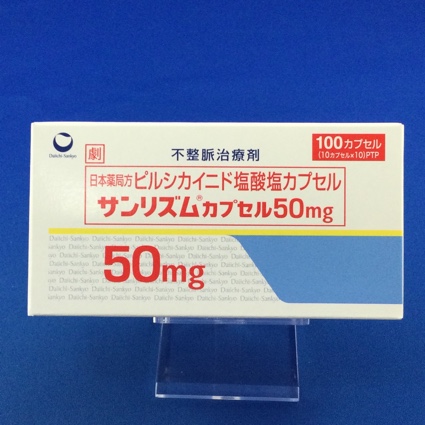 Daiichi-Sankyo
劇
不整脈治療剤
100カプセル
(10カプセル×10)PTP
日本薬局方ピルシカイニド塩酸塩カプセル
サンリズム®カプセル50mg
50mg